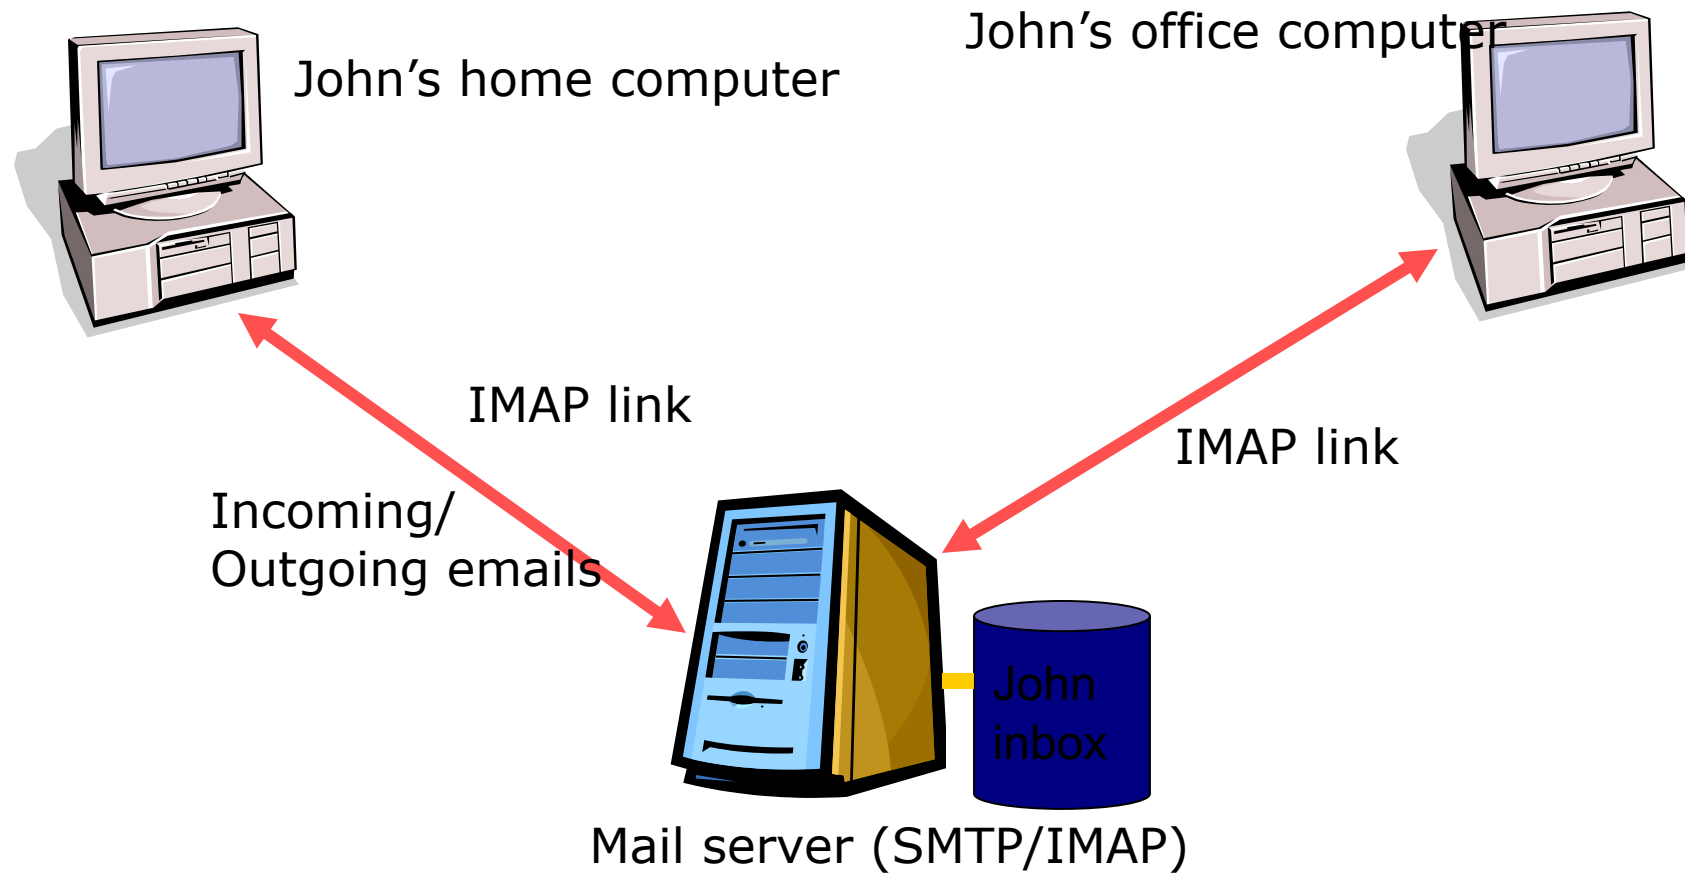 John’s office computer
John’s home computer
IMAP link
IMAP link
Incoming/
Outgoing emails
John
inbox
Mail server (SMTP/IMAP)